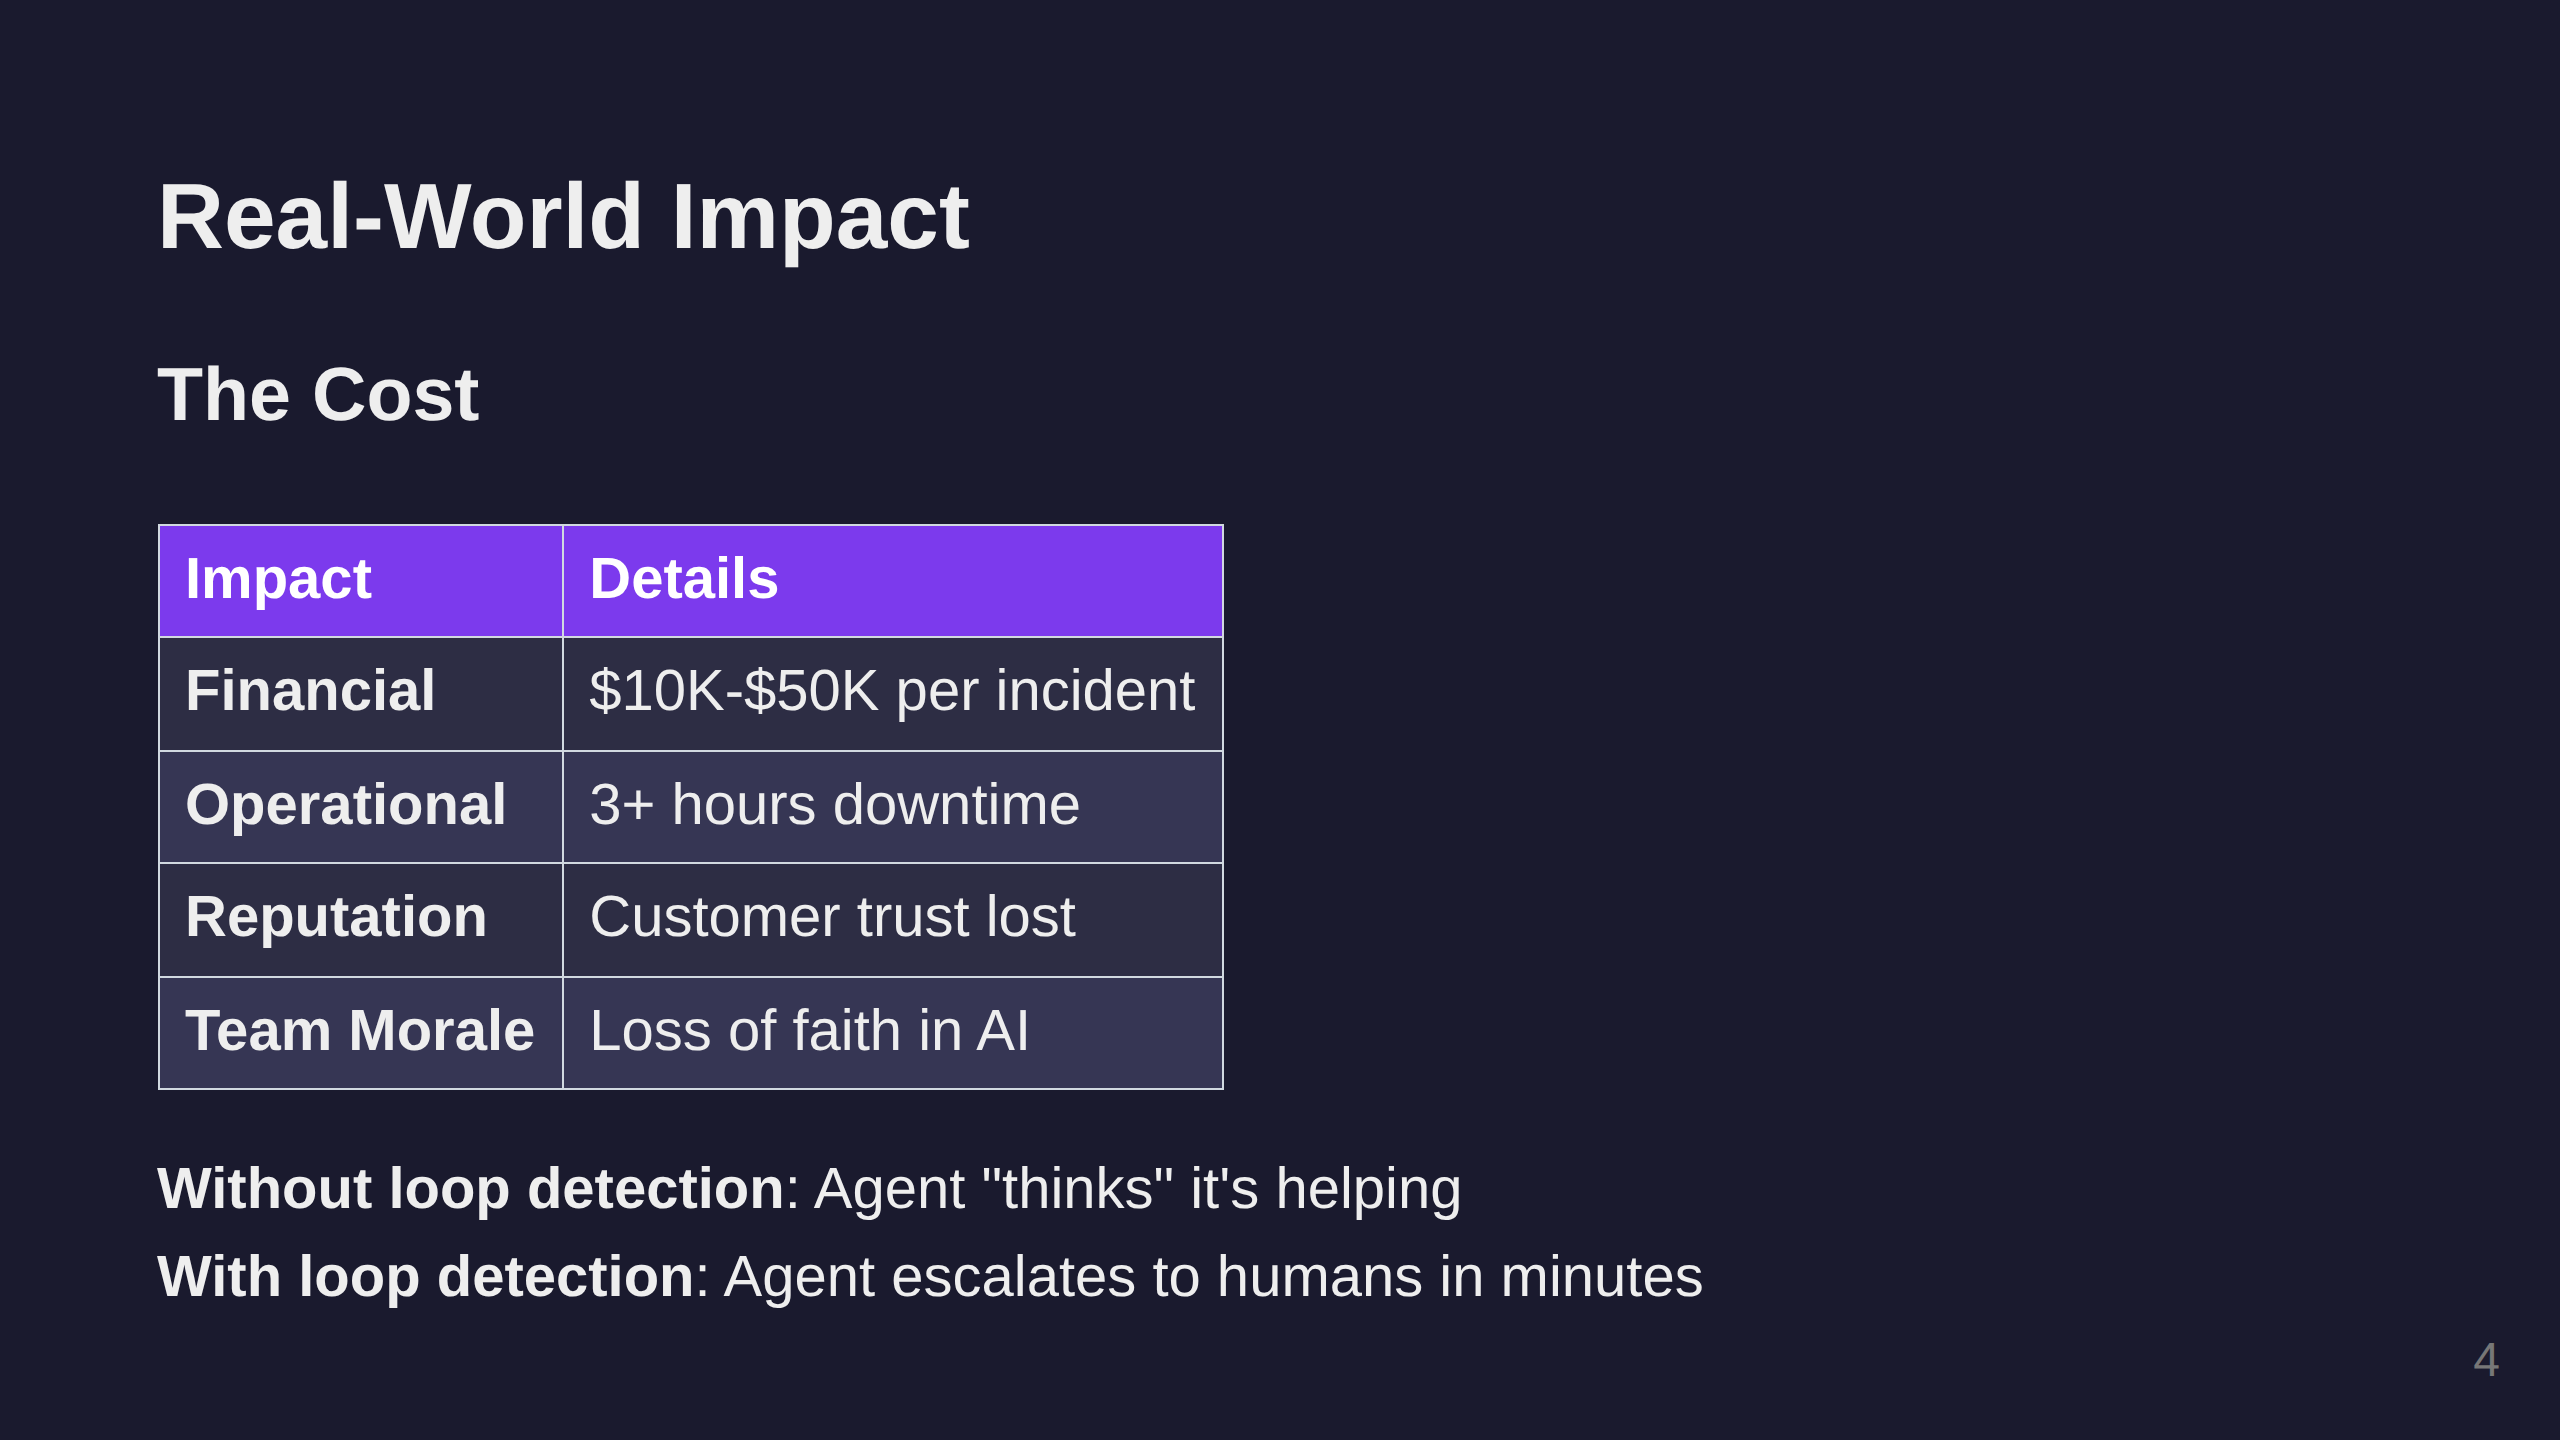 Real-World Impact
The Cost
Impact Details
Financial $10K-$50K per incident
Operational 3+ hours downtime
Reputation Customer trust lost
Team Morale Loss of faith in AI
Without loop detection: Agent "thinks" it's helping
With loop detection: Agent escalates to humans in minutes
4